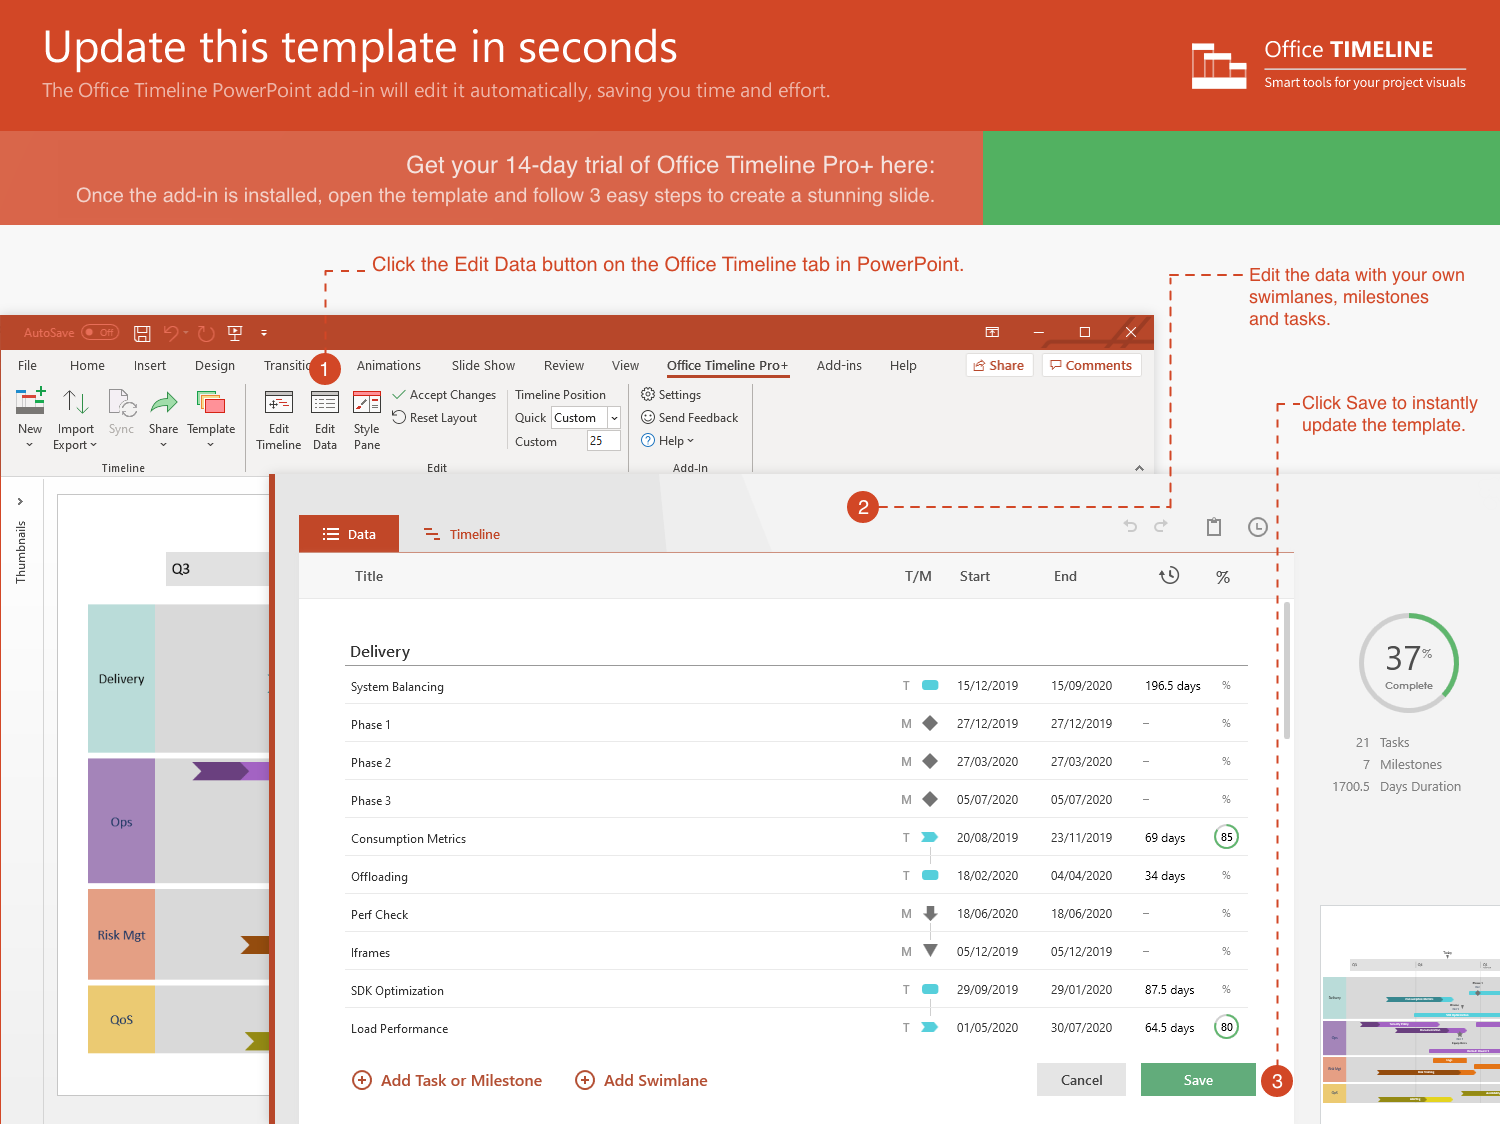 Update this template in seconds
The Office Timeline PowerPoint add-in will edit it automatically, saving you time and effort.
Office TIMELINE
Smart tools for your project visuals
Get your 14-day trial of Office Timeline Pro+ here:
Once the add-in is installed, open the template and follow 3 easy steps to create a stunning slide.
Click the Edit Data button on the Office Timeline tab in PowerPoint.
Edit the data with your own
swimlanes, milestones
and tasks.
Click Save to instantly
update the template.
AutoSave Off
File Home Insert Design Transitio 1 Animations Slide Show Review View Office Timeline Pro+ Add-ins Help Share Comments
New
Import
Export
Sync
Share
Template
Timeline
Edit
Timeline
Edit
Data
Style
Pane
Accept Changes
Reset Layout
Timeline Position
Quick Custom
Custom 25
Edit
Settings
Send Feedback
Help
Add-In
Thumbnails
Q3
Delivery
Ops
Risk Mgt
QoS
2
Data Timeline
Title T/M Start End %
Delivery
System Balancing T 15/12/2019 15/09/2020 196.5 days %
Phase 1 M 27/12/2019 27/12/2019 – %
Phase 2 M 27/03/2020 27/03/2020 – %
Phase 3 M 05/07/2020 05/07/2020 – %
Consumption Metrics T 20/08/2019 23/11/2019 69 days 85
Offloading T 18/02/2020 04/04/2020 34 days %
Perf Check M 18/06/2020 18/06/2020 – %
Iframes M 05/12/2019 05/12/2019 – %
SDK Optimization T 29/09/2019 29/01/2020 87.5 days %
Load Performance T 01/05/2020 30/07/2020 64.5 days 80
Add Task or Milestone Add Swimlane Cancel Save 3
37%
Complete
21 Tasks
7 Milestones
1700.5 Days Duration
Today
Delivery
Risk Mgt
QoS